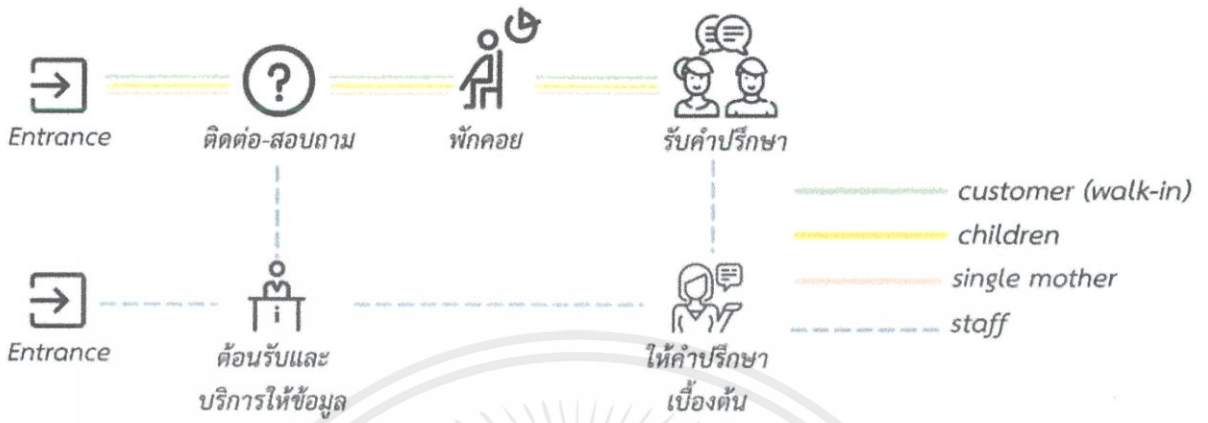 Entrance
ติดต่อ-สอบถาม
พักคอย
รับคำปรึกษา
customer (walk-in)
children
single mother
staff
Entrance
ต้อนรับและ
บริการให้ข้อมูล
ให้คำปรึกษา
เบื้องต้น